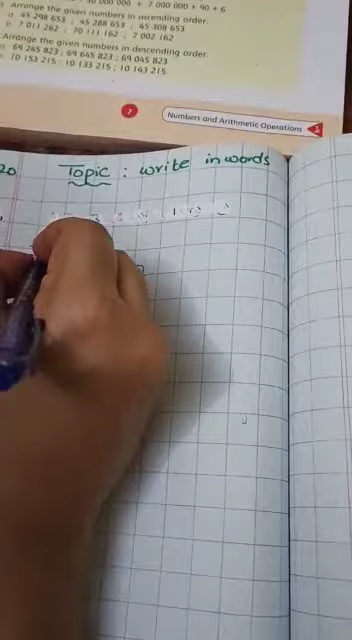 30 000 000 + 7 000 000 + 90 + 6
Arrange the given numbers in ascending order.
a 45 298 653 ; 45 288 653 ; 45 308 653
7 011 262 ; 70 111 162 ; 7 002 162
Arrange the given numbers in descending order.
69 245 823 ; 69 645 823 ; 69 045 823
10 153 215 ; 10 133 215 ; 10 143 215
7
Numbers and Arithmetic Operations
20 Topic : write in words